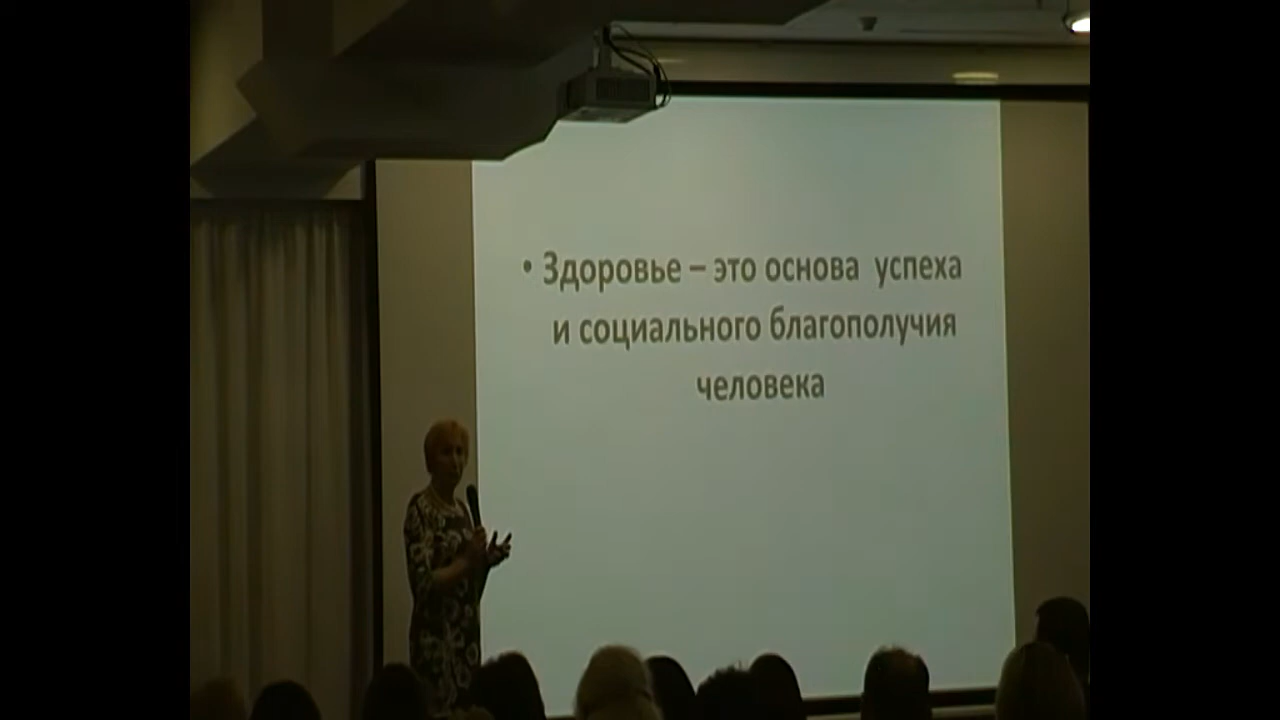 • Здоровье – это основа успеха
и социального благополучия
человека